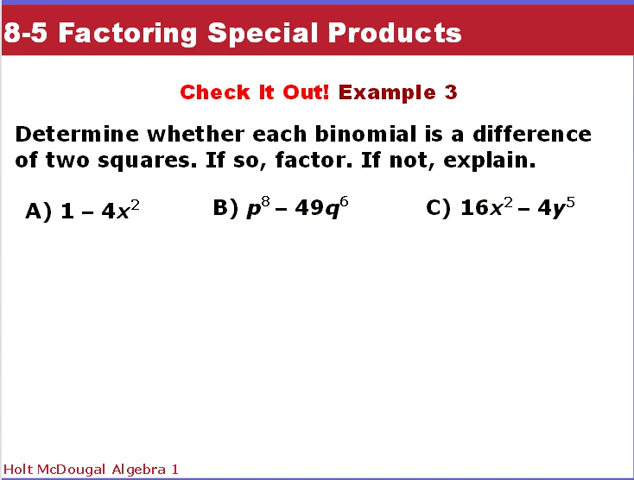 8-5 Factoring Special Products
Check It Out! Example 3
Determine whether each binomial is a difference
of two squares. If so, factor. If not, explain.
A) 1 – 4x² B) p⁸ – 49q⁶ C) 16x² – 4y⁵
Holt McDougal Algebra 1